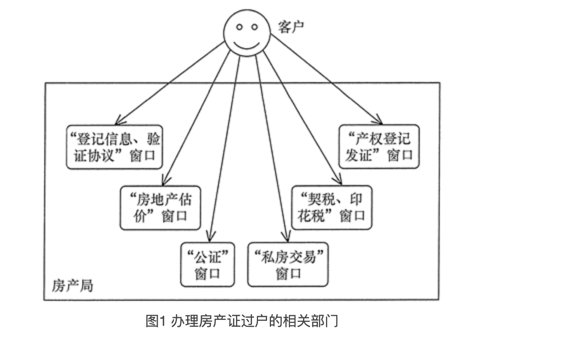 客户
“登记信息、验
证协议”窗口
“产权登记
发证”窗口
“房地产估
价”窗口
“契税、印
花税”窗口
“公证”
窗口
“私房交易”
窗口
房产局
图1 办理房产证过户的相关部门